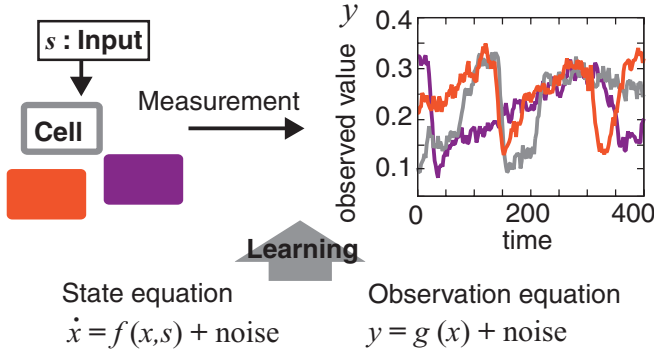 s : Input
Cell
Measurement
y
observed value
0.4
0.3
0.2
0.1
0
200
400
time
Learning
State equation
ẋ = f(x,s) + noise
Observation equation
y = g(x) + noise